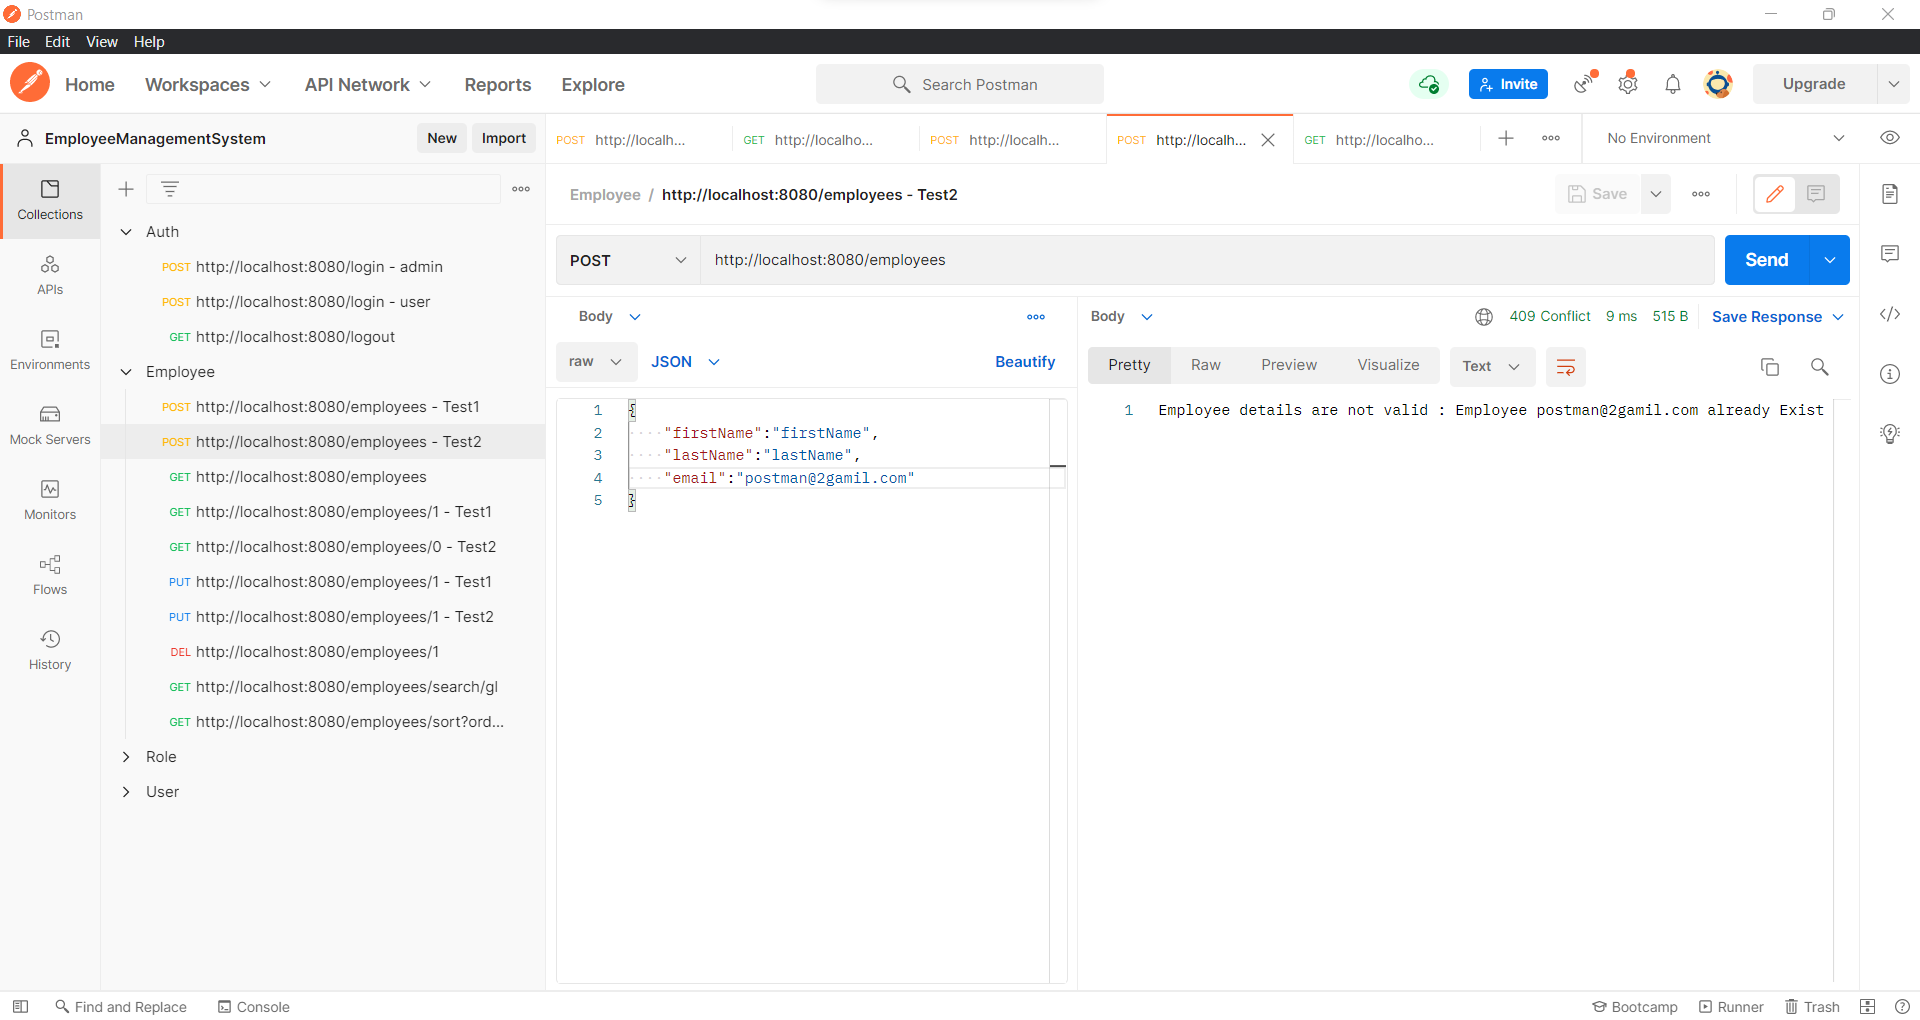 Postman
File Edit View Help
Home Workspaces API Network Reports Explore Search Postman Invite Upgrade
EmployeeManagementSystem New Import
POST http://localh... GET http://localho... POST http://localh... POST http://localh... GET http://localho... No Environment
Collections
APIs
Environments
Mock Servers
Monitors
Flows
History
Auth
POST http://localhost:8080/login - admin
POST http://localhost:8080/login - user
GET http://localhost:8080/logout
Employee
POST http://localhost:8080/employees - Test1
POST http://localhost:8080/employees - Test2
GET http://localhost:8080/employees
GET http://localhost:8080/employees/1 - Test1
GET http://localhost:8080/employees/0 - Test2
PUT http://localhost:8080/employees/1 - Test1
PUT http://localhost:8080/employees/1 - Test2
DEL http://localhost:8080/employees/1
GET http://localhost:8080/employees/search/gl
GET http://localhost:8080/employees/sort?ord...
Role
User
Employee / http://localhost:8080/employees - Test2 Save
POST http://localhost:8080/employees Send
Body
raw JSON Beautify
1 {
2 "firstName":"firstName",
3 "lastName":"lastName",
4 "email":"postman@2gamil.com"
5 }
Body 409 Conflict 9 ms 515 B Save Response
Pretty Raw Preview Visualize Text
1 Employee details are not valid : Employee postman@2gamil.com already Exist
Find and Replace Console Bootcamp Runner Trash